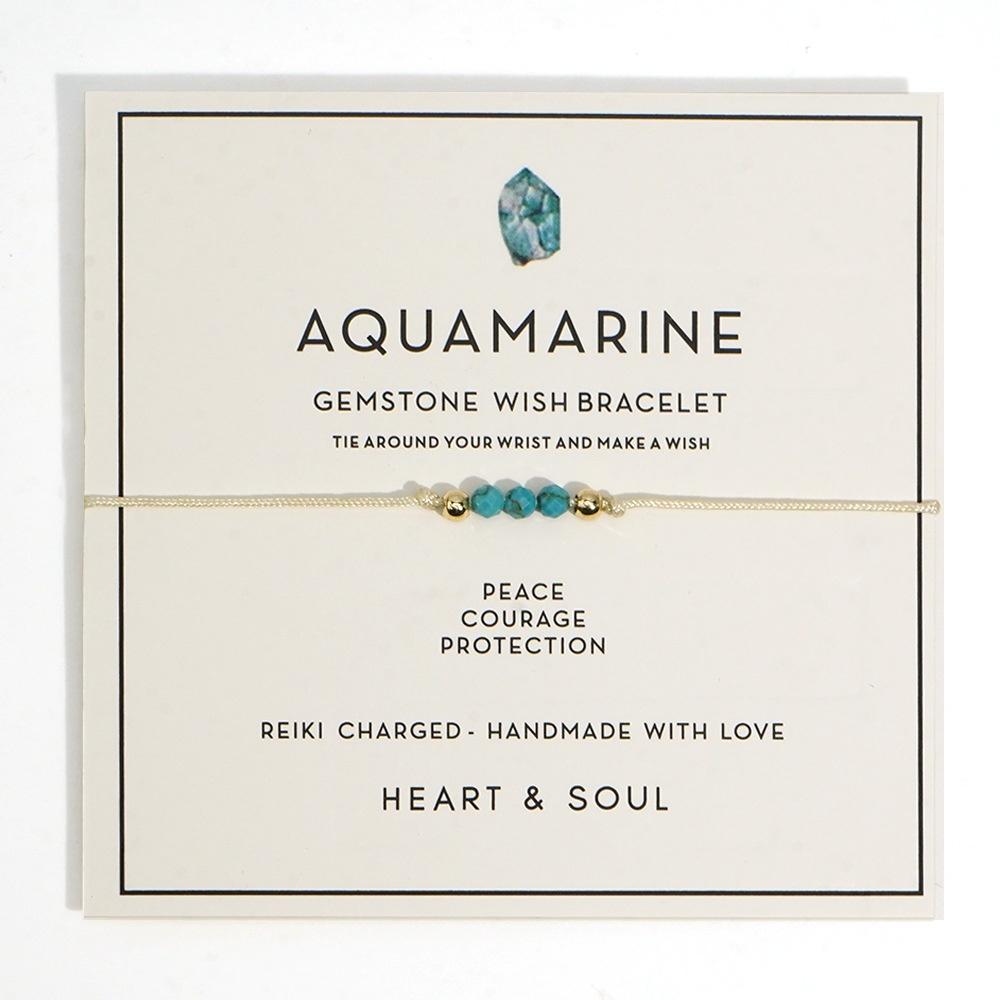 AQUAMARINE
GEMSTONE WISH BRACELET
TIE AROUND YOUR WRIST AND MAKE A WISH
PEACE
COURAGE
PROTECTION
REIKI CHARGED - HANDMADE WITH LOVE
HEART & SOUL